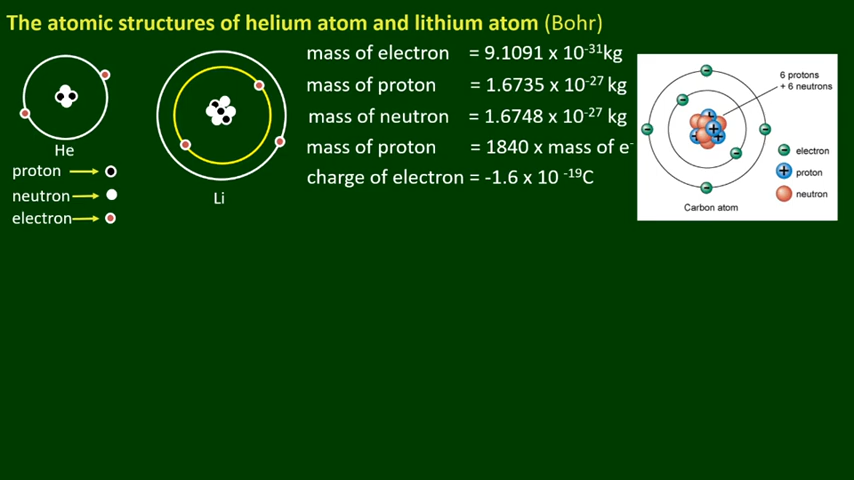 The atomic structures of helium atom and lithium atom (Bohr)
He
proton
neutron
electron
Li
mass of electron = 9.1091 x 10⁻³¹kg
mass of proton = 1.6735 x 10⁻²⁷ kg
mass of neutron = 1.6748 x 10⁻²⁷ kg
mass of proton = 1840 x mass of e⁻
charge of electron = -1.6 x 10 ⁻¹⁹C
6 protons
+ 6 neutrons
electron
proton
neutron
Carbon atom